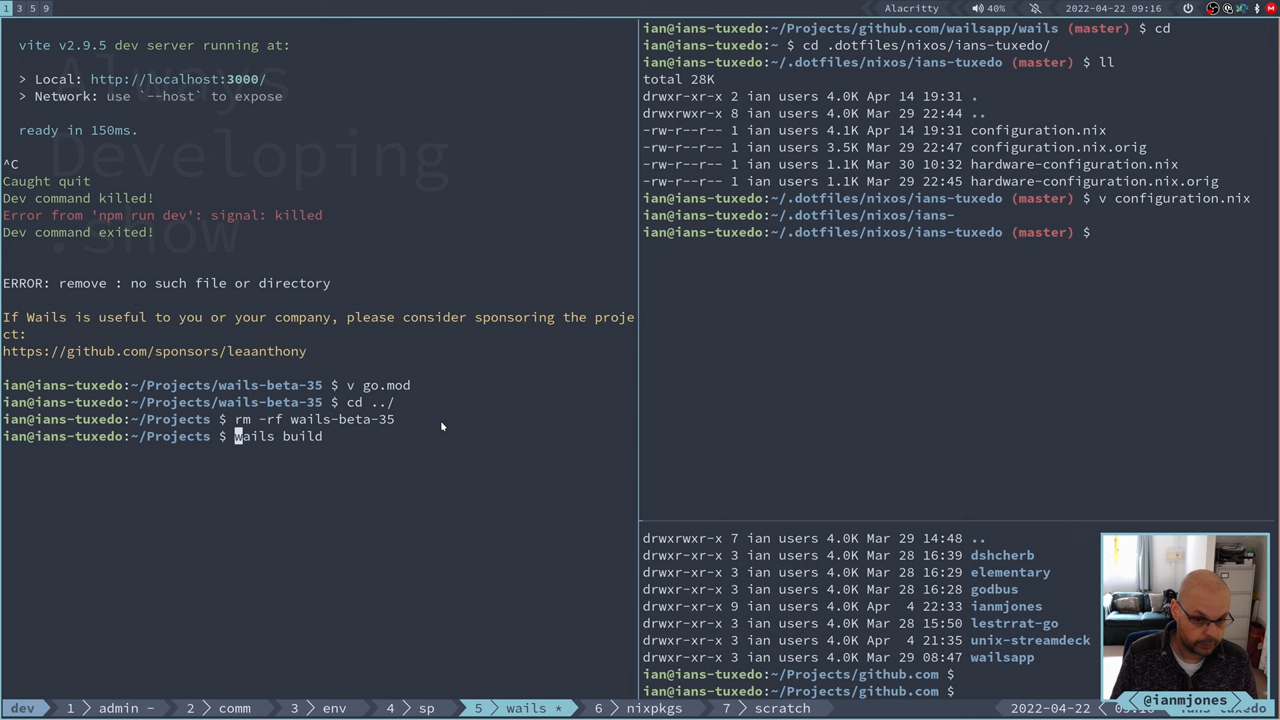 1 3 5 9
Alacritty
40%
2022-04-22 09:16
vite v2.9.5 dev server running at:
> Local: http://localhost:3000/
> Network: use `--host` to expose
ready in 150ms.
^C
Caught quit
Dev command killed!
Error from 'npm run dev': signal: killed
Dev command exited!
ERROR: remove : no such file or directory
If Wails is useful to you or your company, please consider sponsoring the proje
ct:
https://github.com/sponsors/leaanthony
ian@ians-tuxedo:~/Projects/wails-beta-35 $ v go.mod
ian@ians-tuxedo:~/Projects/wails-beta-35 $ cd ../
ian@ians-tuxedo:~/Projects $ rm -rf wails-beta-35
ian@ians-tuxedo:~/Projects $ wails build
Always
Developing
.Show
ian@ians-tuxedo:~/Projects/github.com/wailsapp/wails (master) $ cd
ian@ians-tuxedo:~ $ cd .dotfiles/nixos/ians-tuxedo/
ian@ians-tuxedo:~/.dotfiles/nixos/ians-tuxedo (master) $ ll
total 28K
drwxr-xr-x 2 ian users 4.0K Apr 14 19:31 .
drwxrwxr-x 8 ian users 4.0K Mar 29 22:44 ..
-rw-r--r-- 1 ian users 4.1K Apr 14 19:31 configuration.nix
-rw-r--r-- 1 ian users 3.5K Mar 29 22:47 configuration.nix.orig
-rw-r--r-- 1 ian users 1.1K Mar 30 10:32 hardware-configuration.nix
-rw-r--r-- 1 ian users 1.1K Mar 29 22:45 hardware-configuration.nix.orig
ian@ians-tuxedo:~/.dotfiles/nixos/ians-tuxedo (master) $ v configuration.nix
ian@ians-tuxedo:~/.dotfiles/nixos/ians-
ian@ians-tuxedo:~/.dotfiles/nixos/ians-tuxedo (master) $
drwxrwxr-x 7 ian users 4.0K Mar 29 14:48 ..
drwxr-xr-x 3 ian users 4.0K Mar 28 16:39 dshcherb
drwxr-xr-x 3 ian users 4.0K Mar 28 16:29 elementary
drwxr-xr-x 3 ian users 4.0K Mar 28 16:28 godbus
drwxr-xr-x 9 ian users 4.0K Apr 4 22:33 ianmjones
drwxr-xr-x 3 ian users 4.0K Mar 28 15:50 lestrrat-go
drwxr-xr-x 3 ian users 4.0K Apr 4 21:35 unix-streamdeck
drwxr-xr-x 3 ian users 4.0K Mar 29 08:47 wailsapp
ian@ians-tuxedo:~/Projects/github.com $
ian@ians-tuxedo:~/Projects/github.com $
@ianmjones
dev 1 admin - 2 comm 3 env 4 sp 5 wails * 6 nixpkgs 7 scratch 2022-04-22